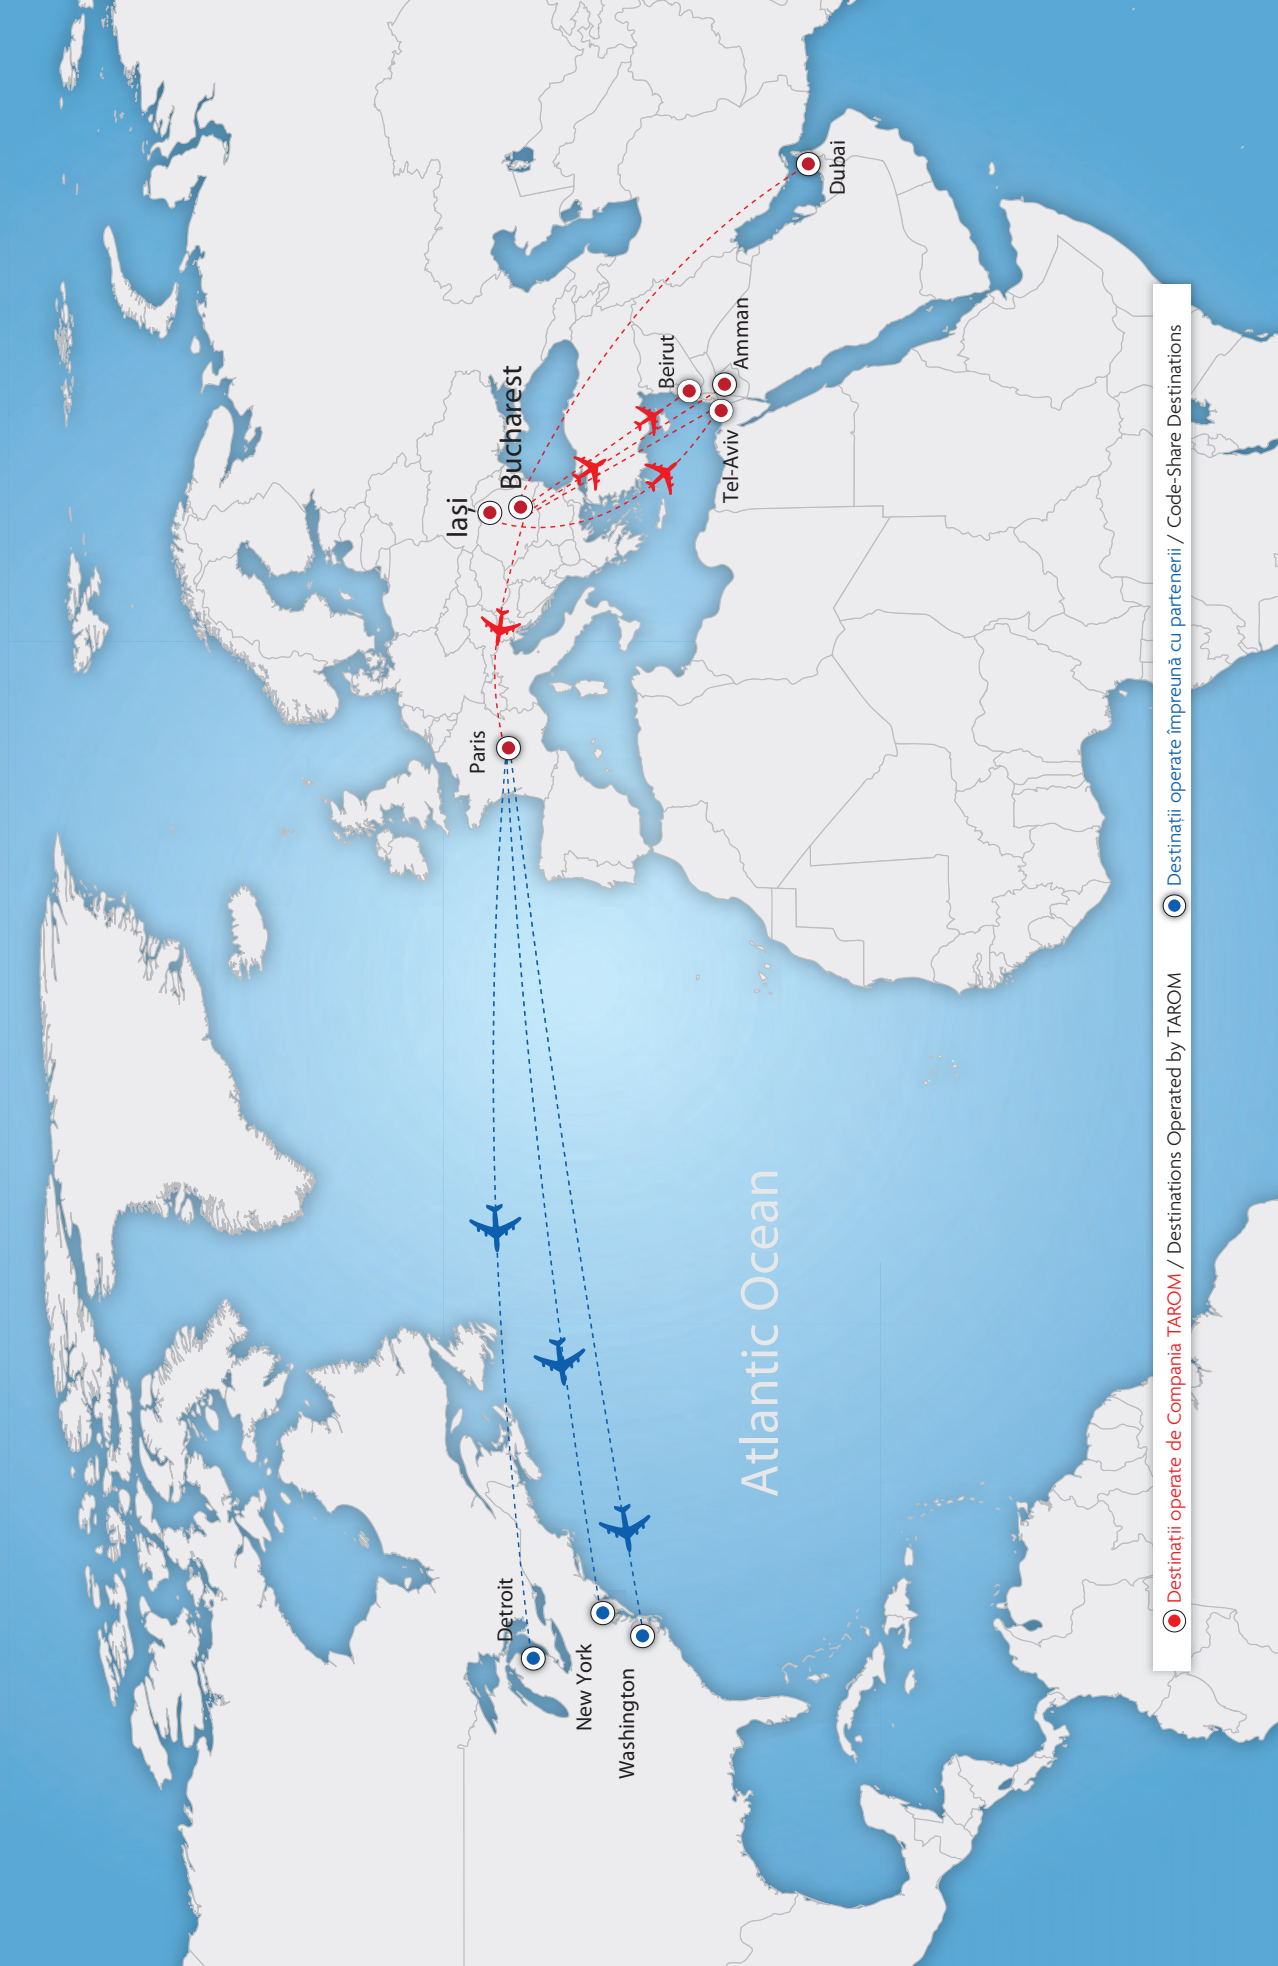 Detroit
New York
Washington
Paris
Iași
Bucharest
Beirut
Amman
Tel-Aviv
Dubai
Atlantic Ocean
Destinații operate de Compania TAROM / Destinations Operated by TAROM
Destinații operate împreună cu partenerii / Code-Share Destinations